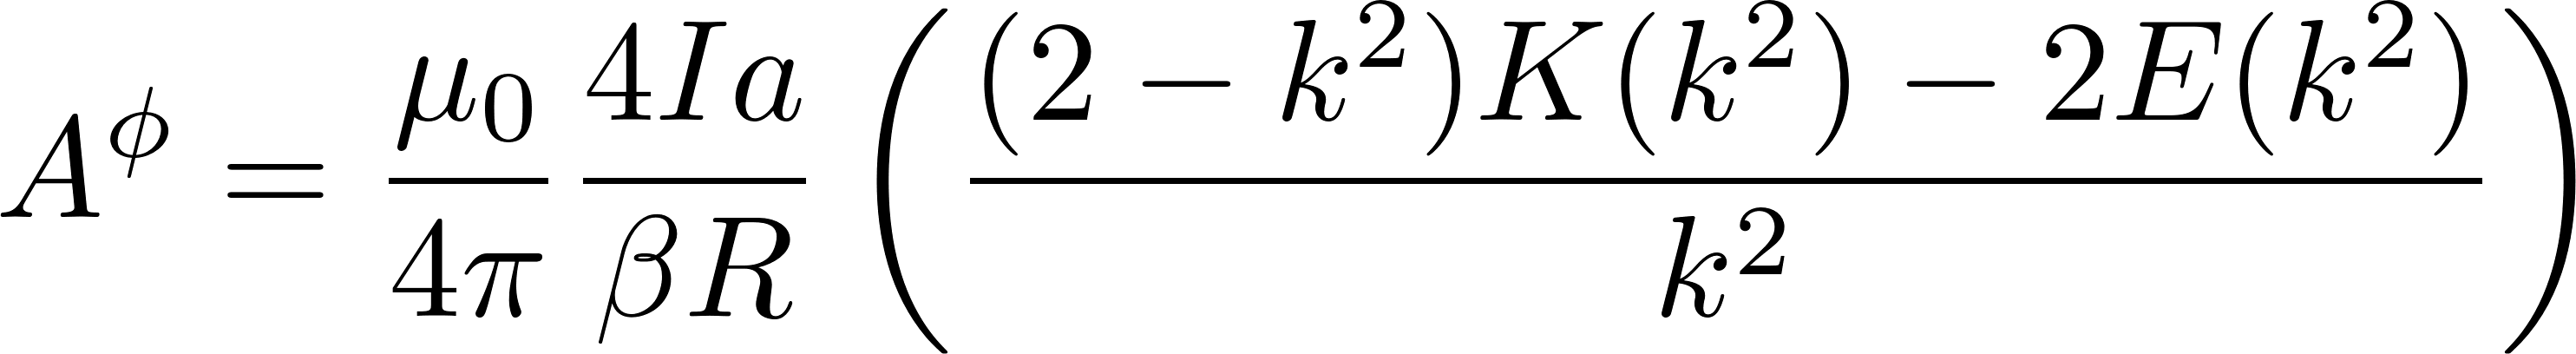 $A^{\phi} = \frac{\mu_0}{4\pi} \frac{4Ia}{\beta R} \left( \frac{(2 - k^2)K(k^2) - 2E(k^2)}{k^2} \right)$